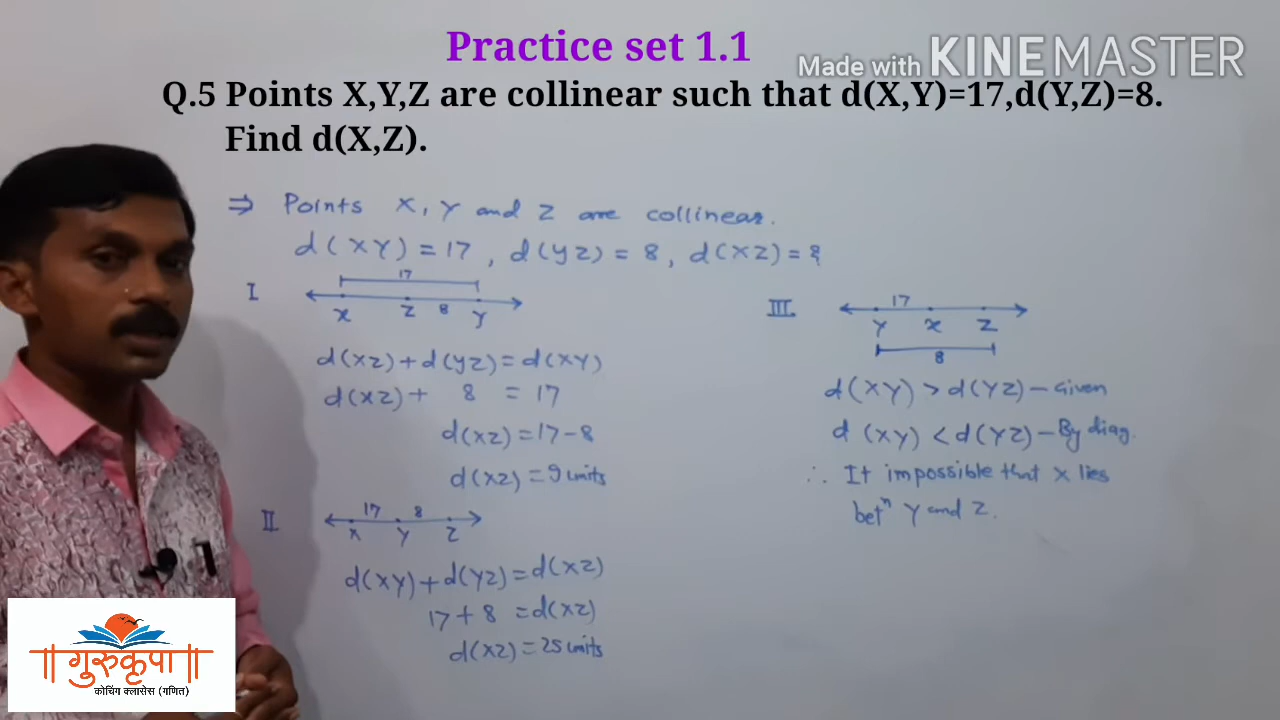 Practice set 1.1
Made with KINEMASTER
Q.5 Points X,Y,Z are collinear such that d(X,Y)=17,d(Y,Z)=8.
Find d(X,Z).
⇒ Points X, Y and Z are collinear.
d(XY) = 17, d(YZ) = 8, d(XZ) = ?
I
17
X Z 8 Y
d(XZ)+d(YZ)=d(XY)
d(XZ)+ 8 = 17
d(XZ)=17-8
d(XZ)=9 units
II
17 8
X Y Z
d(XY)+d(YZ)=d(XZ)
17+8 =d(XZ)
d(XZ)=25 units
III
17
Y X Z
8
d(XY) > d(YZ) - Given
d(XY) < d(YZ) - By diag.
∴ It impossible that X lies
betⁿ Y and Z.
॥ गुरुकृपा ॥
कोचिंग क्लासेस (गणित)